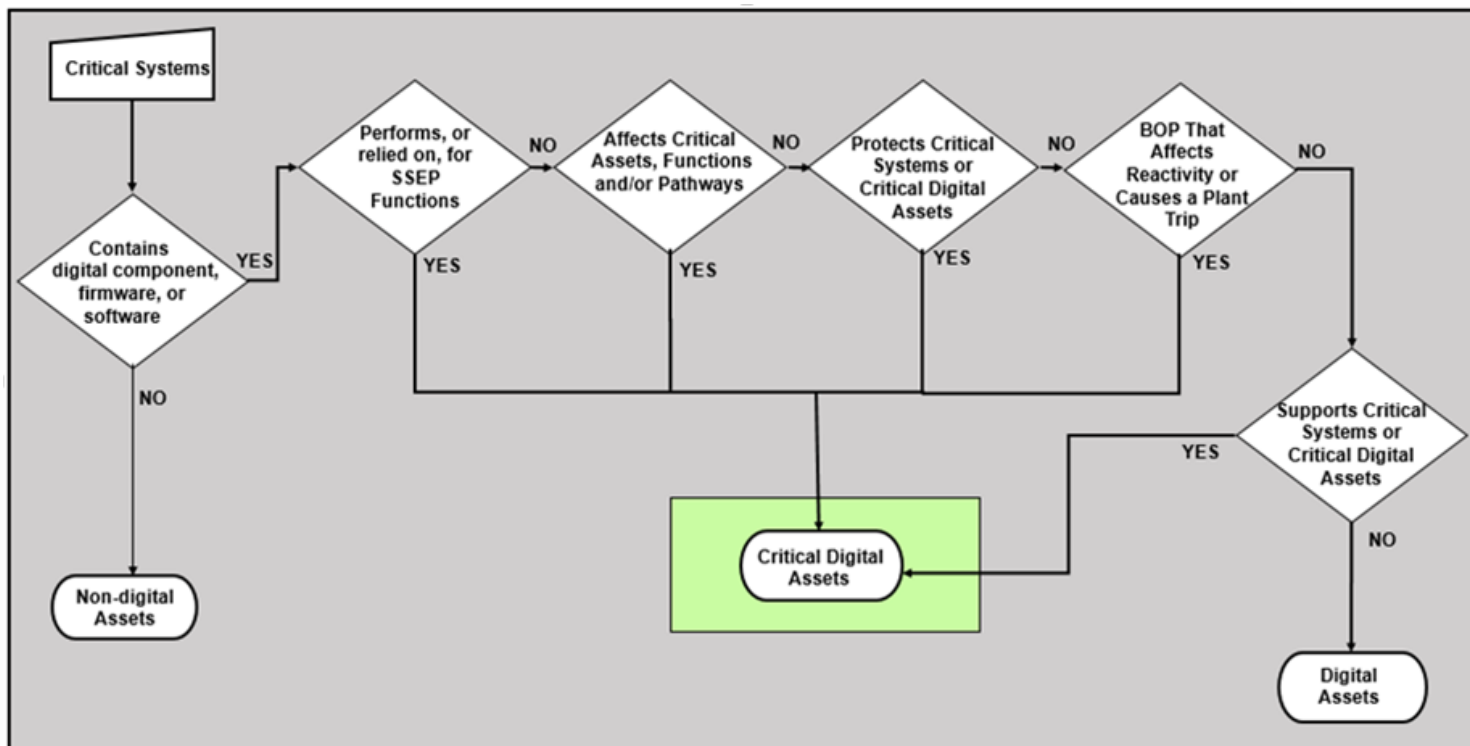 Critical Systems
Contains
digital component,
firmware, or
software
YES
NO
Non-digital
Assets
Performs, or
relied on, for
SSEP
Functions
NO
YES
Affects Critical
Assets, Functions
and/or Pathways
NO
YES
Protects Critical
Systems or
Critical Digital
Assets
NO
YES
BOP That
Affects
Reactivity or
Causes a Plant
Trip
NO
YES
Supports Critical
Systems or
Critical Digital
Assets
YES
NO
Critical Digital
Assets
Digital
Assets